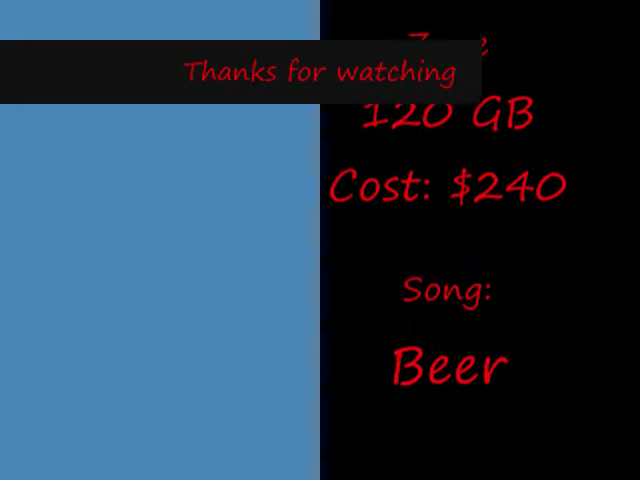 Thanks for watching
120 GB
Cost: $240
Song:
Beer